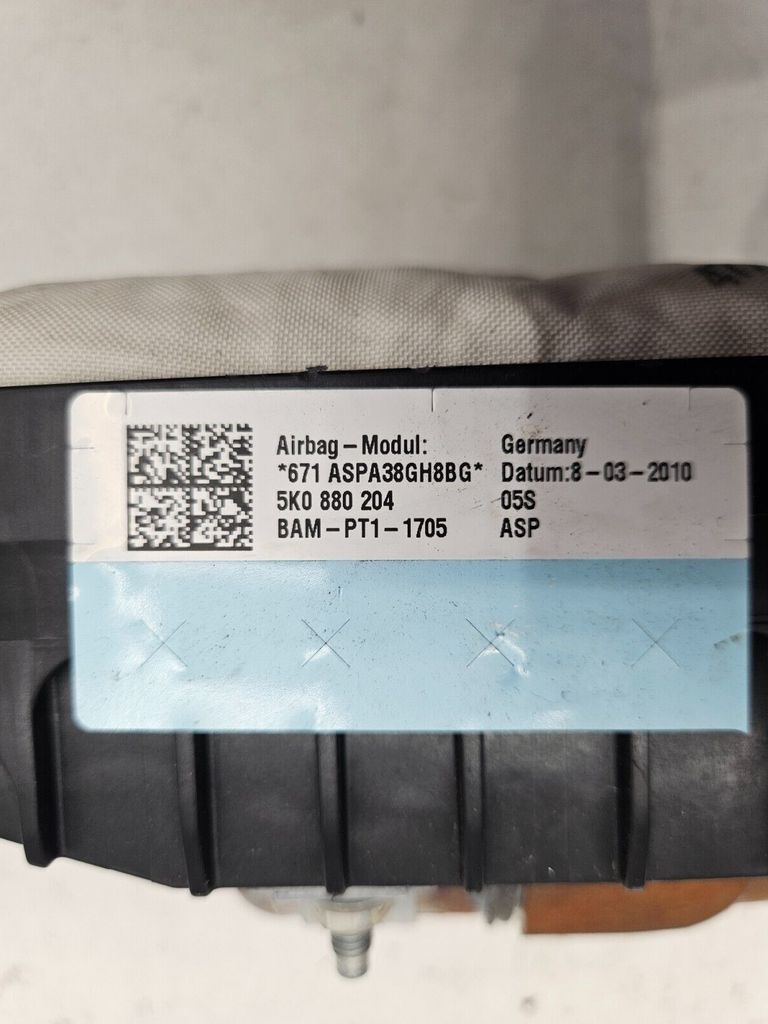 Airbag – Modul: Germany
*671 ASPA38GH8BG* Datum:8 – 03 – 2010
5K0 880 204 05S
BAM – PT1 – 1705 ASP